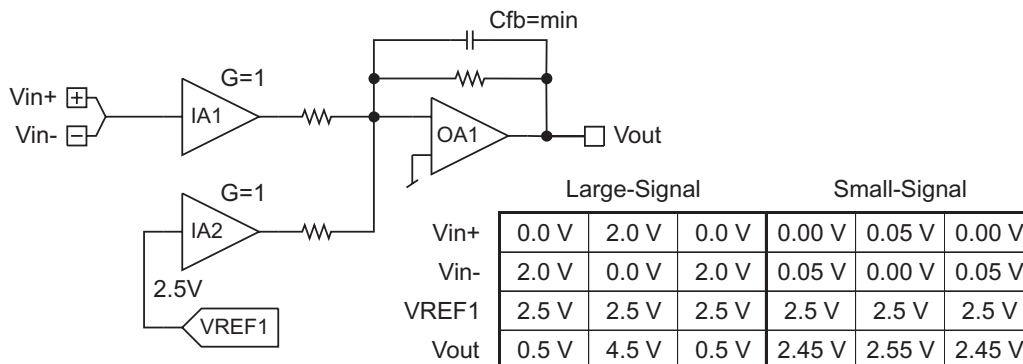 Cfb=min
G=1
Vin+ +
IA1
Vin- −
OA1
Vout
G=1
IA2
2.5V
VREF1
Large-Signal Small-Signal
Vin+ 0.0 V 2.0 V 0.0 V 0.00 V 0.05 V 0.00 V
Vin- 2.0 V 0.0 V 2.0 V 0.05 V 0.00 V 0.05 V
VREF1 2.5 V 2.5 V 2.5 V 2.5 V 2.5 V 2.5 V
Vout 0.5 V 4.5 V 0.5 V 2.45 V 2.55 V 2.45 V